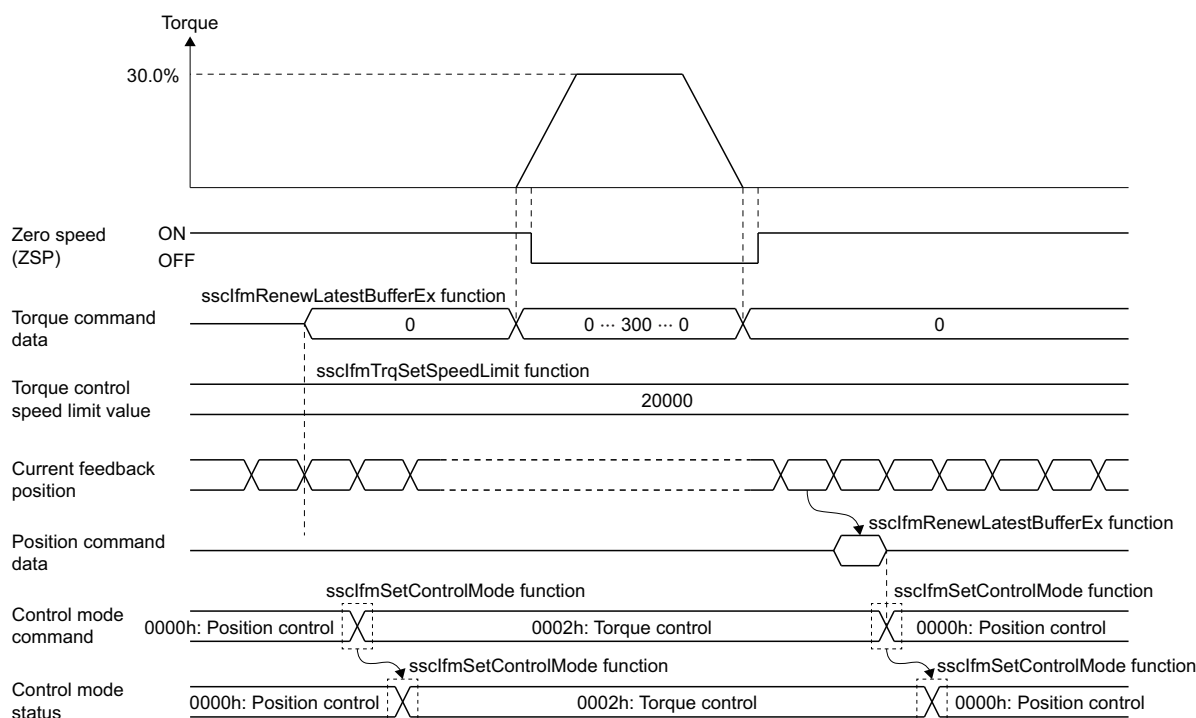 Torque
30.0%
Zero speed
(ZSP)
ON
OFF
sscIfmRenewLatestBufferEx function
Torque command
data
0
0 ··· 300 ··· 0
0
sscIfmTrqSetSpeedLimit function
Torque control
speed limit value
20000
Current feedback
position
sscIfmRenewLatestBufferEx function
Position command
data
sscIfmSetControlMode function
sscIfmSetControlMode function
Control mode
command
0000h: Position control
0002h: Torque control
0000h: Position control
sscIfmSetControlMode function
sscIfmSetControlMode function
Control mode
status
0000h: Position control
0002h: Torque control
0000h: Position control